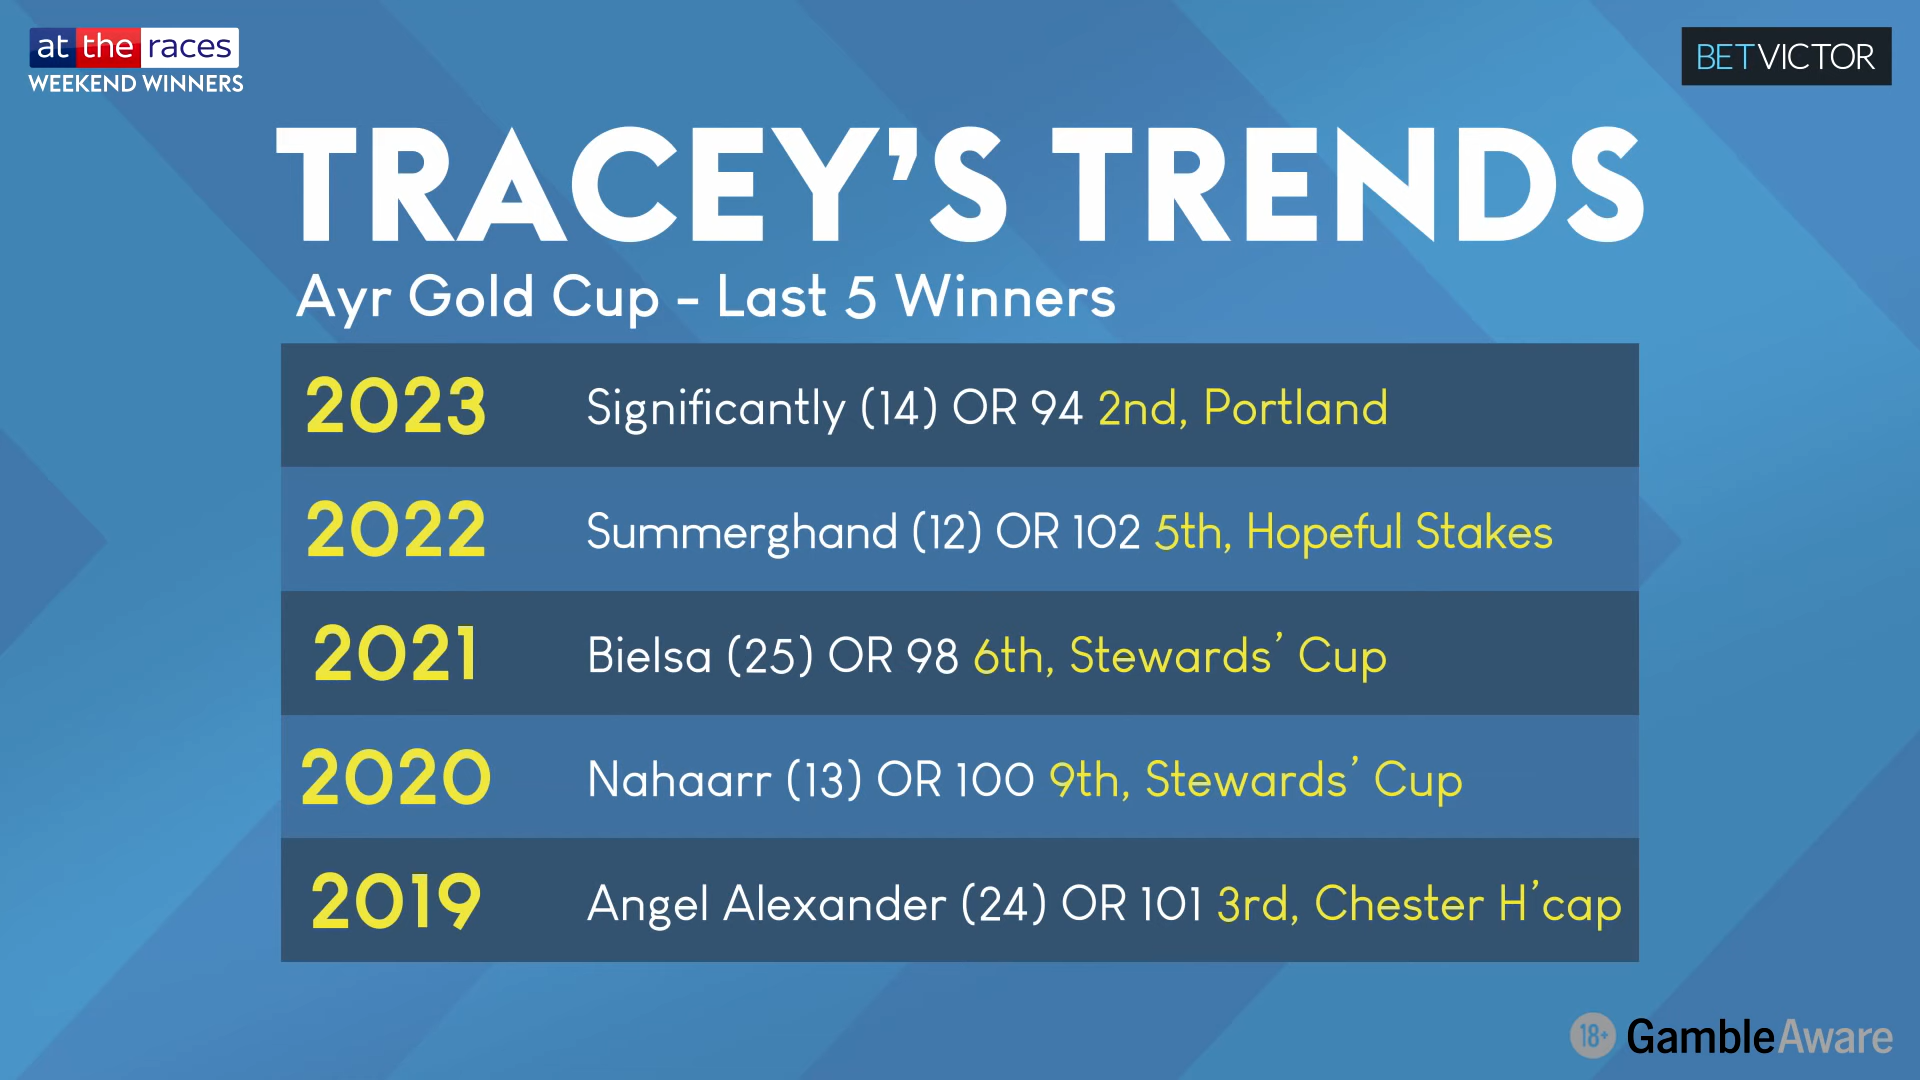 at the races
WEEKEND WINNERS
BETVICTOR
TRACEY'S TRENDS
Ayr Gold Cup - Last 5 Winners
2023 Significantly (14) OR 94 2nd, Portland
2022 Summerghand (12) OR 102 5th, Hopeful Stakes
2021 Bielsa (25) OR 98 6th, Stewards' Cup
2020 Nahaarr (13) OR 100 9th, Stewards' Cup
2019 Angel Alexander (24) OR 101 3rd, Chester H'cap
18+ GambleAware